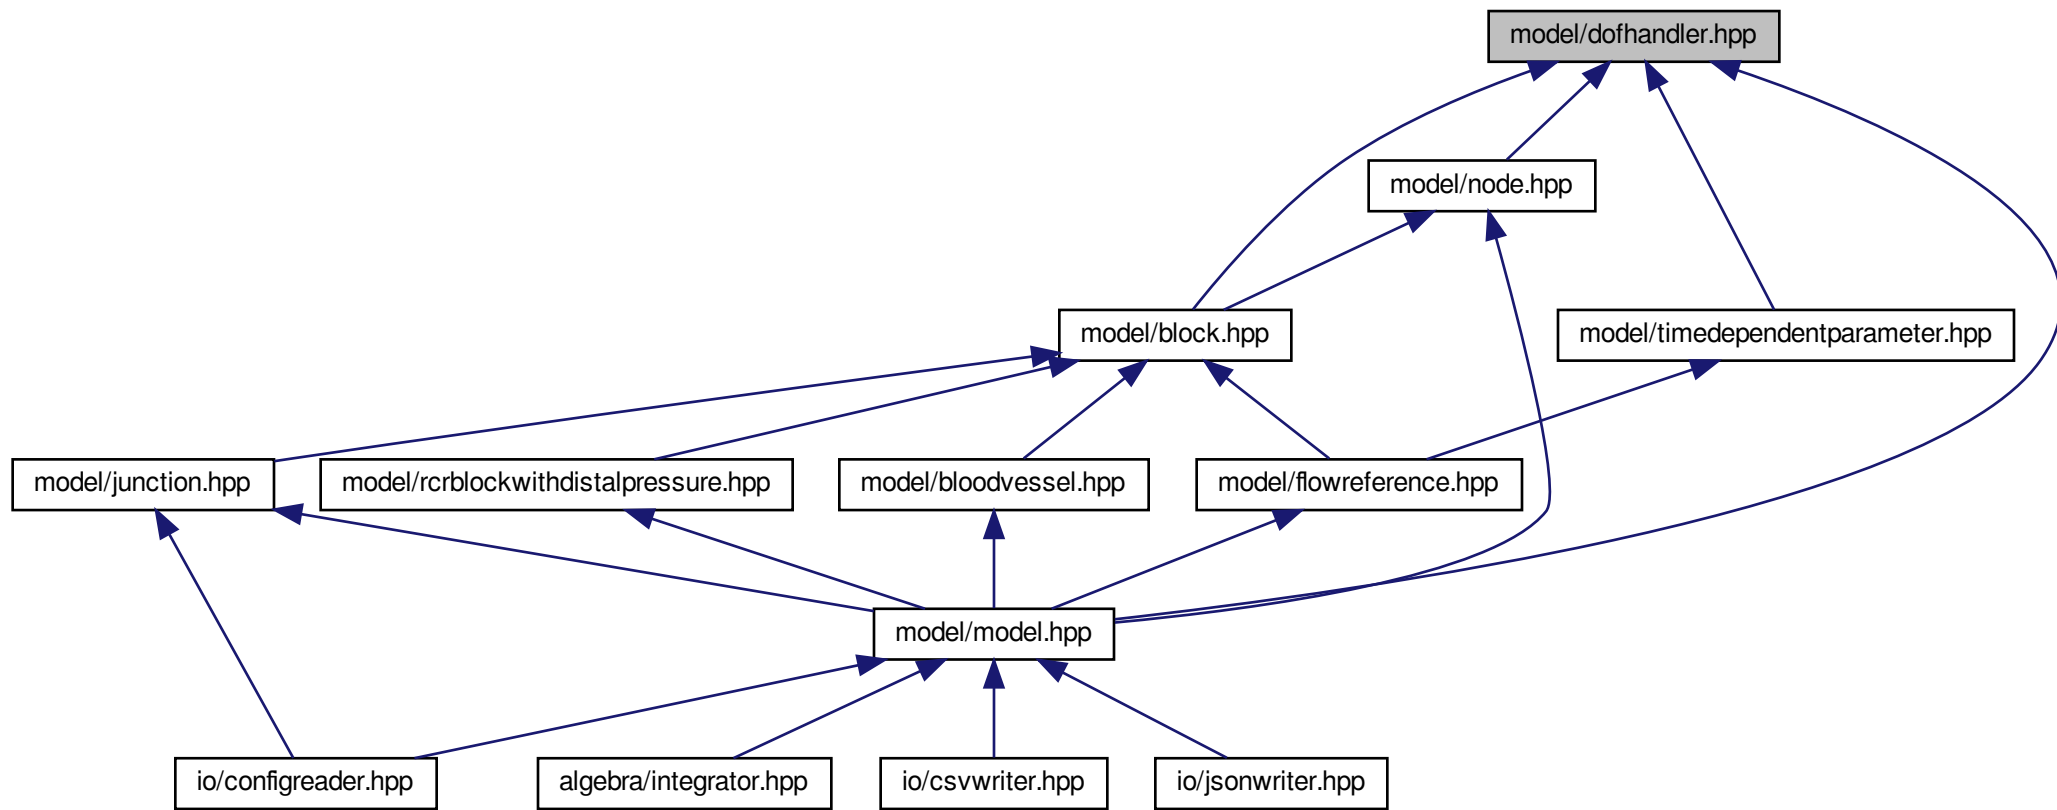 model/dofhandler.hpp
model/node.hpp
model/block.hpp
model/timedependentparameter.hpp
model/junction.hpp
model/rcrblockwithdistalpressure.hpp
model/bloodvessel.hpp
model/flowreference.hpp
model/model.hpp
io/configreader.hpp
algebra/integrator.hpp
io/csvwriter.hpp
io/jsonwriter.hpp